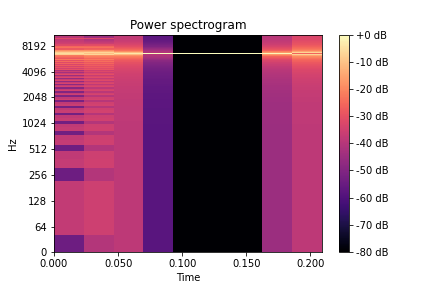 Power spectrogram
Hz
8192
4096
2048
1024
512
256
128
64
0
0.000 0.050 0.100 0.150 0.200
Time
+0 dB
-10 dB
-20 dB
-30 dB
-40 dB
-50 dB
-60 dB
-70 dB
-80 dB